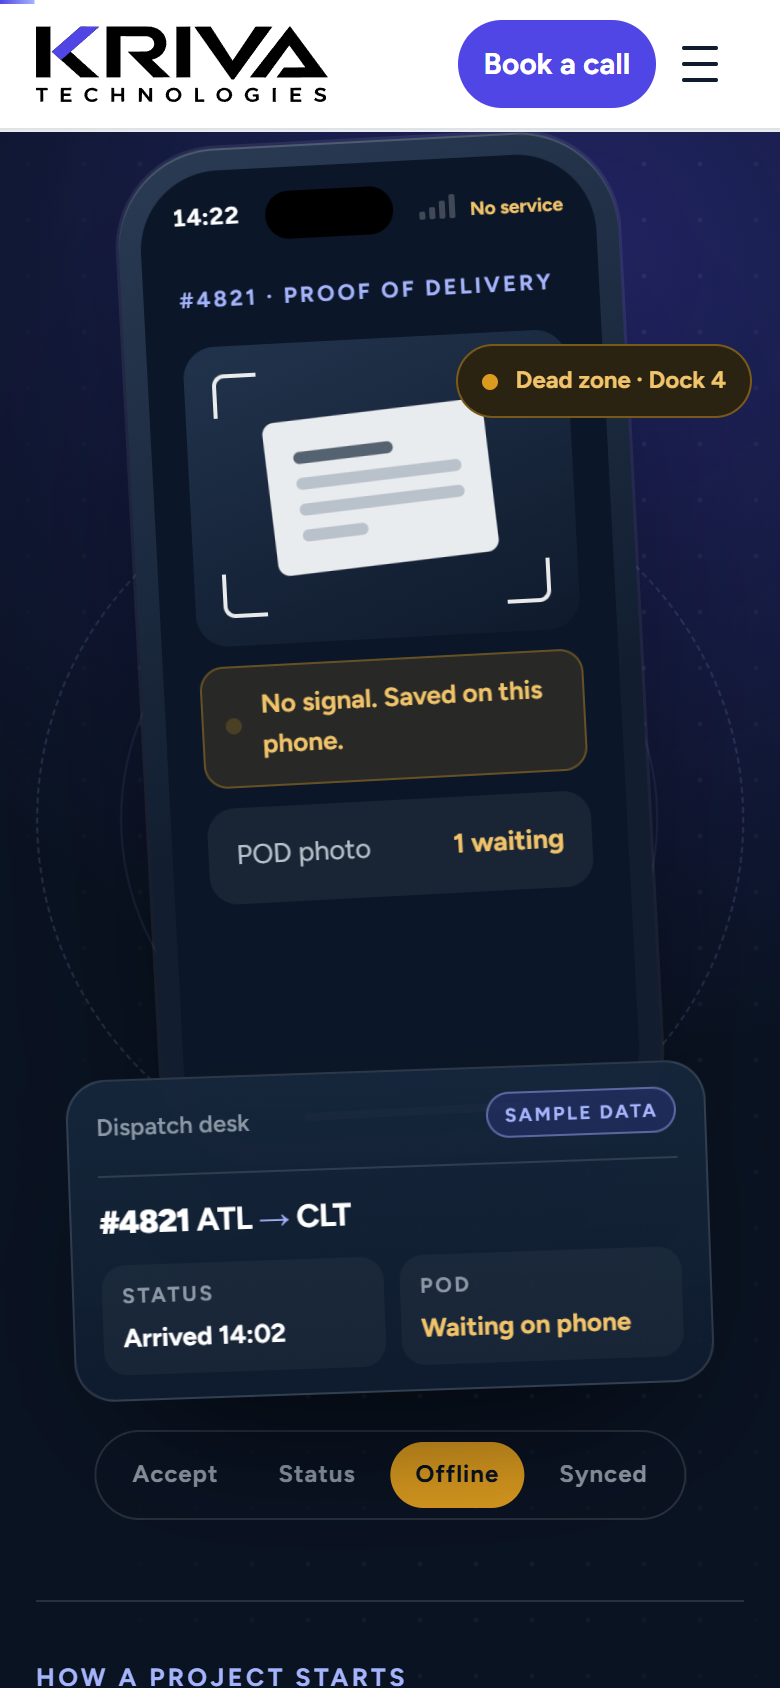 KRIVA
TECHNOLOGIES
Book a call
14:22
No service
#4821 · PROOF OF DELIVERY
Dead zone · Dock 4
No signal. Saved on this
phone.
POD photo
1 waiting
Dispatch desk
SAMPLE DATA
#4821 ATL → CLT
STATUS
Arrived 14:02
POD
Waiting on phone
Accept
Status
Offline
Synced
HOW A PROJECT STARTS